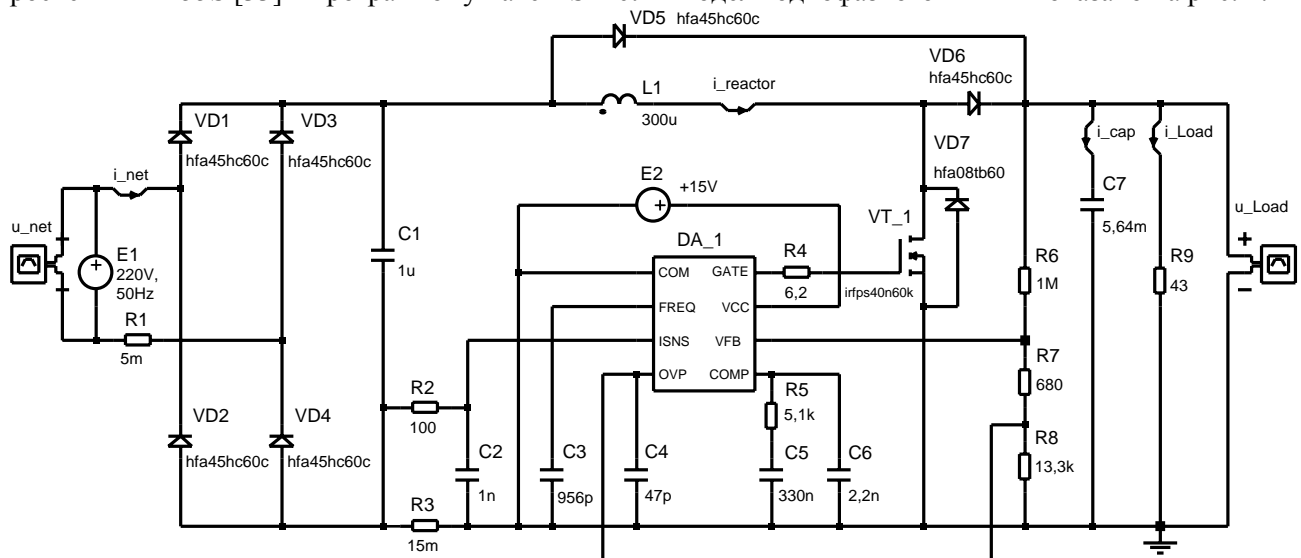 VD5
hfa45hc60c
VD6
hfa45hc60c
L1
300u
i_reactor
VD1
hfa45hc60c
VD3
hfa45hc60c
i_net
u_net
E1
220V,
50Hz
R1
5m
C1
1u
E2
+15V
VD7
hfa08tb60
VT_1
irfps40n60k
i_cap
i_Load
C7
5,64m
u_Load
+
−
DA_1
COM
FREQ
ISNS
OVP
GATE
VCC
VFB
COMP
R4
6,2
R6
1M
R9
43
R7
680
R8
13,3k
R2
100
R5
5,1k
VD2
hfa45hc60c
VD4
hfa45hc60c
C2
1n
C3
956p
C4
47p
C5
330n
C6
2,2n
R3
15m